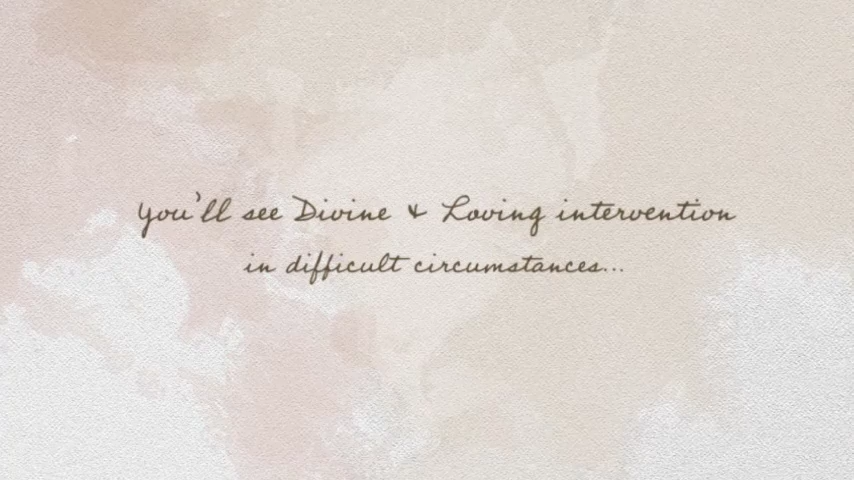 you'll see Divine & Loving intervention
in difficult circumstances...